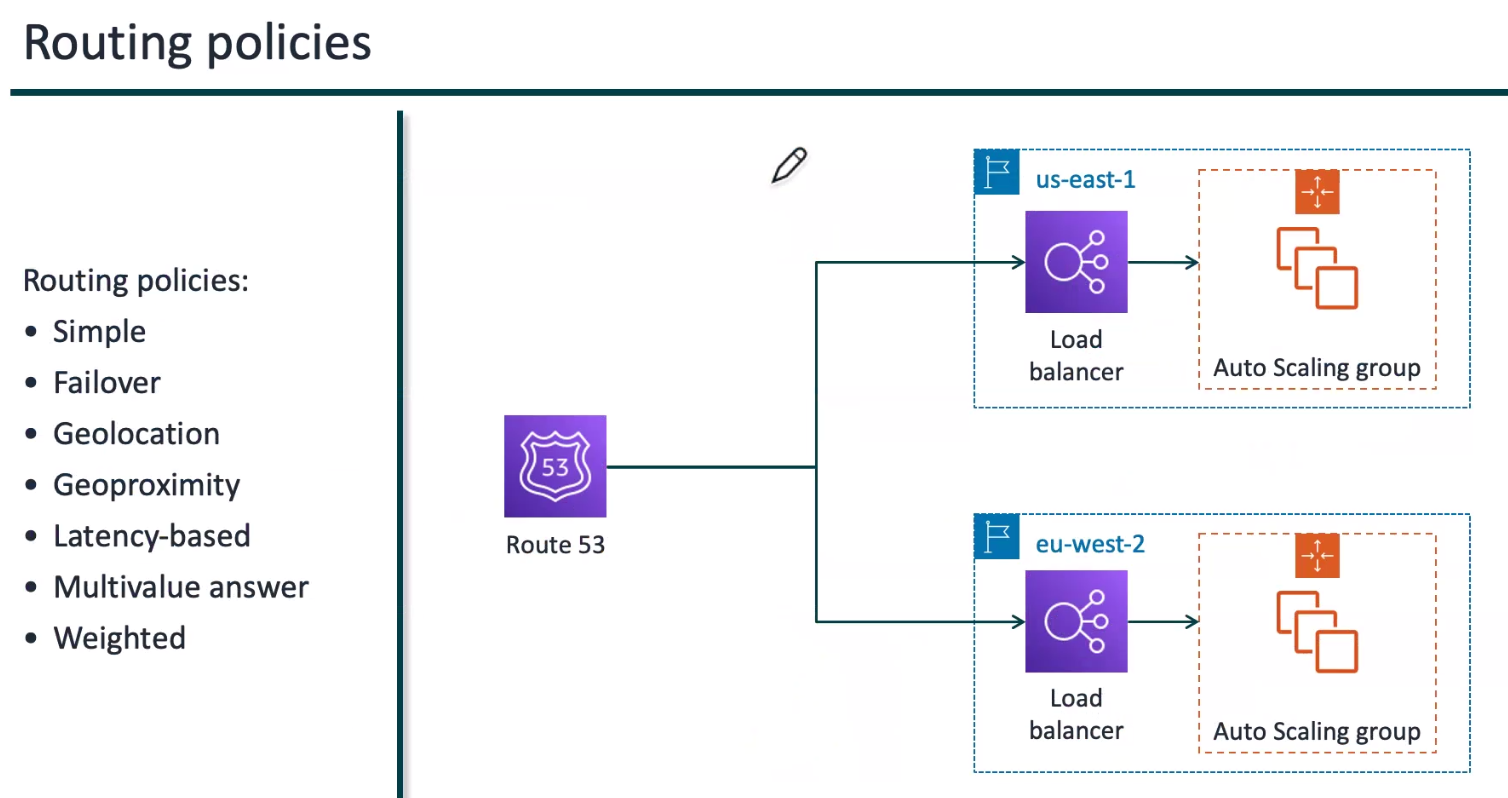 Routing policies
Routing policies:
• Simple
• Failover
• Geolocation
• Geoproximity
• Latency-based
• Multivalue answer
• Weighted
53
Route 53
us-east-1
Load
balancer
Auto Scaling group
eu-west-2
Load
balancer
Auto Scaling group